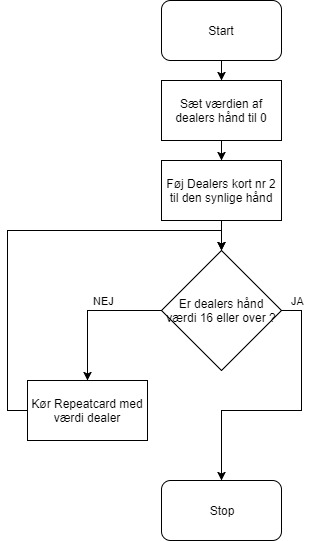 Start
Sæt værdien af
dealers hånd til 0
Føj Dealers kort nr 2
til den synlige hånd
Er dealers hånd
værdi 16 eller over ?
NEJ
JA
Kør Repeatcard med
værdi dealer
Stop